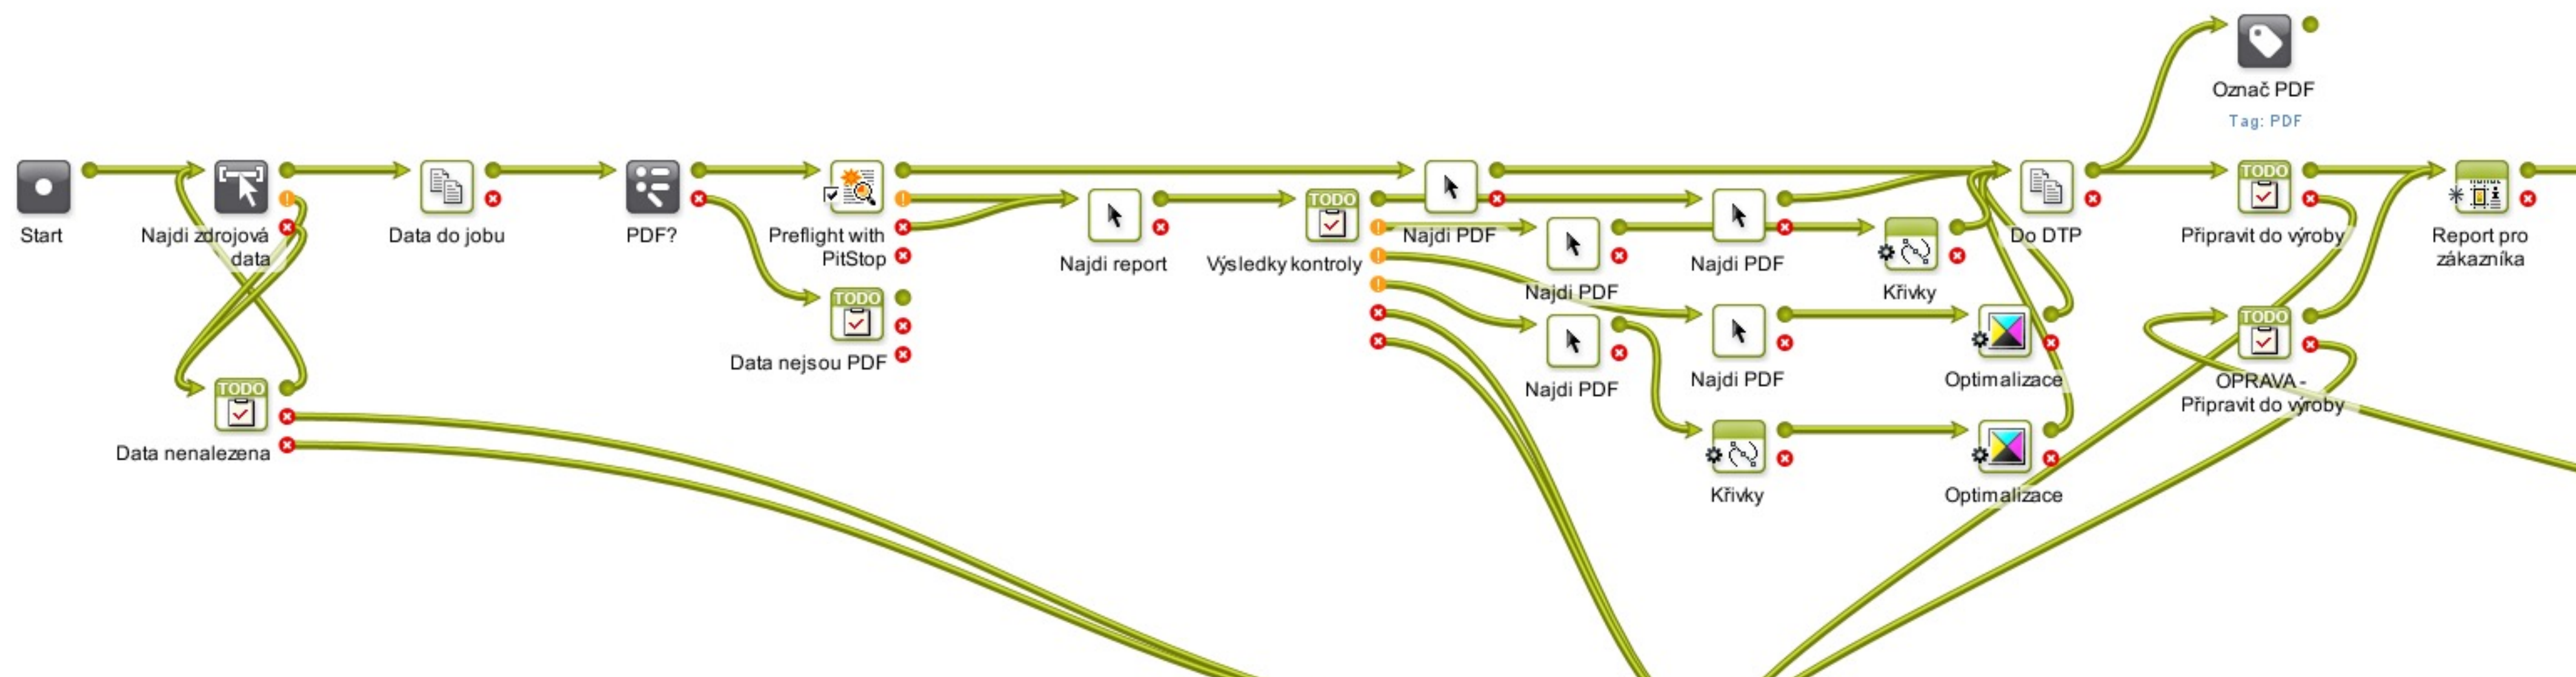 Označ PDF
Tag: PDF
Start
Najdi zdrojová
data
Data do jobu
PDF?
Preflight with
PitStop
TODO
Data nejsou PDF
TODO
Data nenalezena
Najdi report
TODO
Výsledky kontroly
Najdi PDF
Najdi PDF
Najdi PDF
Najdi PDF
Najdi PDF
Křivky
Křivky
Optimalizace
Optimalizace
Do DTP
TODO
Připravit do výroby
TODO
OPRAVA -
Připravit do výroby
Report pro
zákazníka